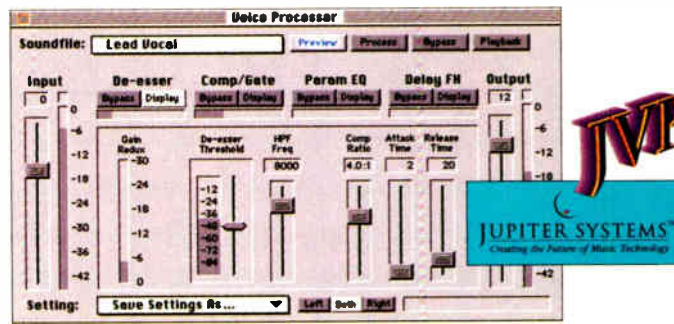 Voice Processor
Soundfile: Lead Vocal Preview Process Bypass Playback
Input De-esser Comp/Gate Param EQ Delay FX Output
0 Bypass Display Bypass Display Bypass Display Bypass Display 12
Gain Redux De-esser Threshold HPF Freq Comp Ratio Attack Time Release Time
8000 4.0:1 2 20
0
-6
-12
-18
-24
-30
-36
-42
-30
-24
-18
-12
-6
0
-12
-24
-36
-48
-60
-72
-84
0
-6
-12
-42
JVP
JUPITER SYSTEMS™
Creating the Future of Music Technology
Setting: Save Settings As... Left Both Right